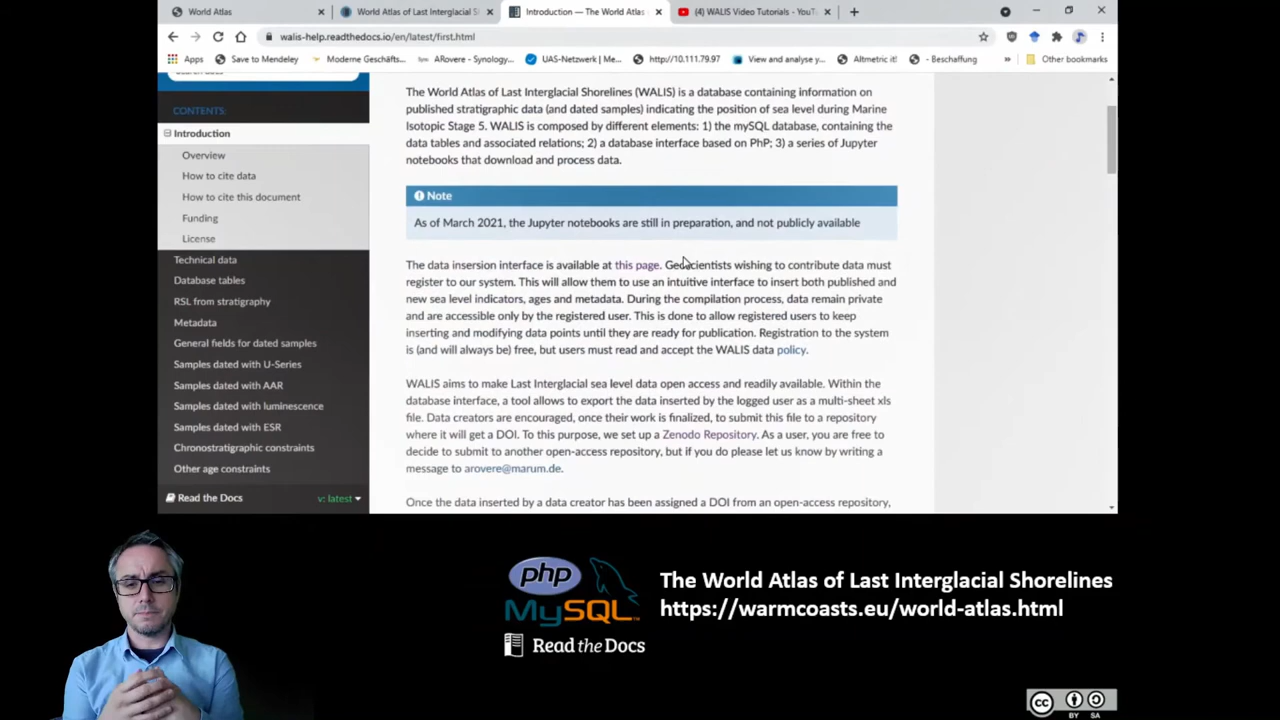 World Atlas
World Atlas of Last Interglacial S
Introduction — The World Atlas
(4) WALIS Video Tutorials - YouT
walis-help.readthedocs.io/en/latest/first.html
Apps
Save to Mendeley
Moderne Geschäfts...
ARovere - Synology...
UAS-Netzwerk | Me...
http://10.111.79.97
View and analyse y...
Altmetric it!
- Beschaffung
»
Other bookmarks
CONTENTS:
Introduction
Overview
How to cite data
How to cite this document
Funding
License
Technical data
Database tables
RSL from stratigraphy
Metadata
General fields for dated samples
Samples dated with U-Series
Samples dated with AAR
Samples dated with luminescence
Samples dated with ESR
Chronostratigraphic constraints
Other age constraints
Read the Docs
v: latest
The World Atlas of Last Interglacial Shorelines (WALIS) is a database containing information on
published stratigraphic data (and dated samples) indicating the position of sea level during Marine
Isotopic Stage 5. WALIS is composed by different elements: 1) the mySQL database, containing the
data tables and associated relations; 2) a database interface based on PhP; 3) a series of Jupyter
notebooks that download and process data.
Note
As of March 2021, the Jupyter notebooks are still in preparation, and not publicly available
The data insersion interface is available at this page. Geoscientists wishing to contribute data must
register to our system. This will allow them to use an intuitive interface to insert both published and
new sea level indicators, ages and metadata. During the compilation process, data remain private
and are accessible only by the registered user. This is done to allow registered users to keep
inserting and modifying data points until they are ready for publication. Registration to the system
is (and will always be) free, but users must read and accept the WALIS data policy.
WALIS aims to make Last Interglacial sea level data open access and readily available. Within the
database interface, a tool allows to export the data inserted by the logged user as a multi-sheet xls
file. Data creators are encouraged, once their work is finalized, to submit this file to a repository
where it will get a DOI. To this purpose, we set up a Zenodo Repository. As a user, you are free to
decide to submit to another open-access repository, but if you do please let us know by writing a
message to arovere@marum.de.
Once the data inserted by a data creator has been assigned a DOI from an open-access repository,
php
MySQL™
Read the Docs
The World Atlas of Last Interglacial Shorelines
https://warmcoasts.eu/world-atlas.html
cc
BY SA